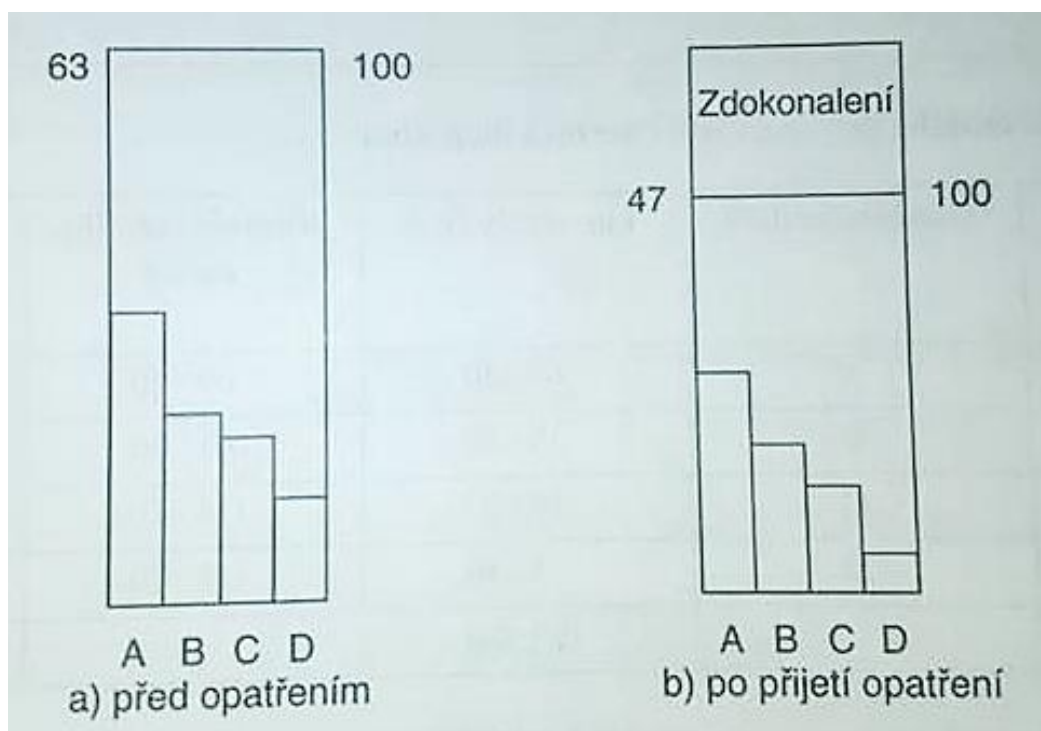 63
100
A B C D
a) před opatřením
Zdokonalení
47
100
A B C D
b) po přijetí opatření